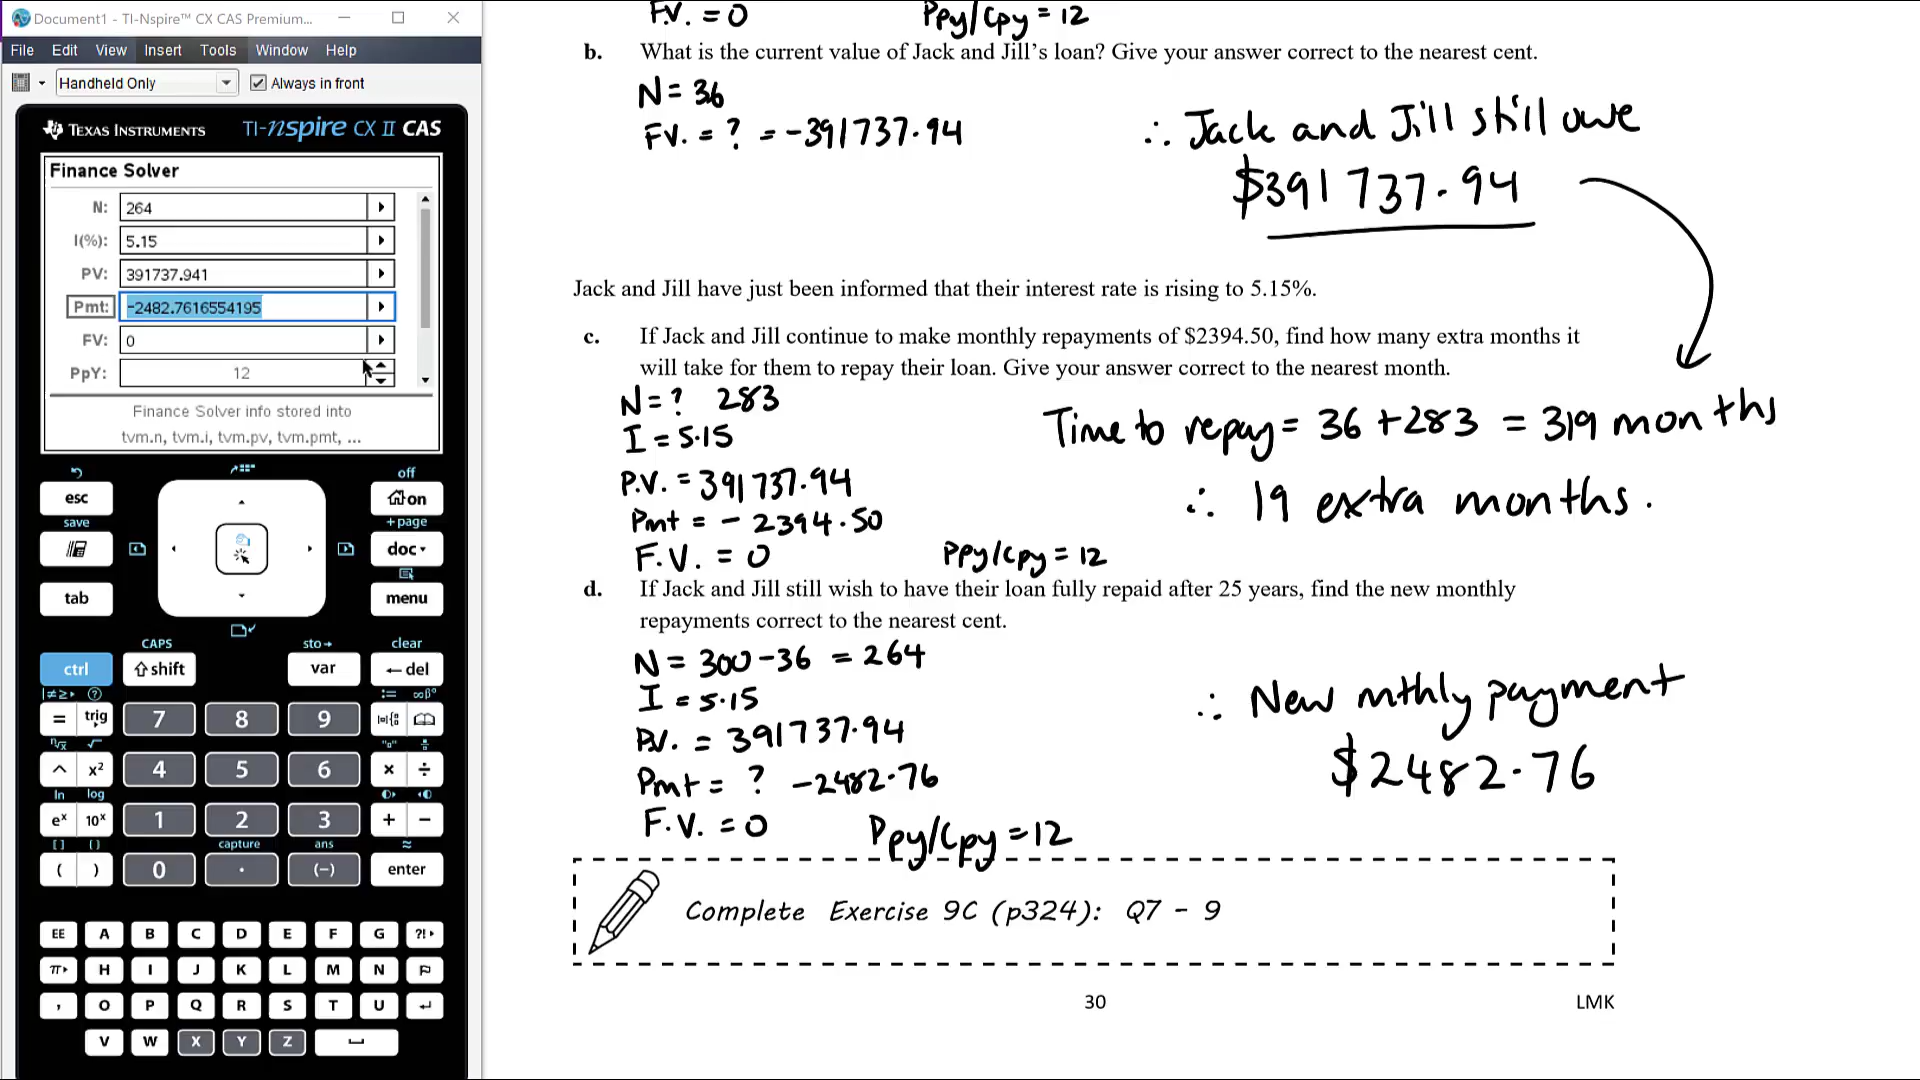 Document1 - TI-Nspire™ CX CAS Premium...
File Edit View Insert Tools Window Help
Handheld Only
Always in front
TEXAS INSTRUMENTS TI-nspire CX II CAS
Finance Solver
N: 264
I(%): 5.15
PV: 391737.941
Pmt: -2482.7616554195
FV: 0
PpY: 12
Finance Solver info stored into
tvm.n, tvm.i, tvm.pv, tvm.pmt, ...
off
esc on
save +page
doc
tab menu
CAPS sto→ clear
ctrl shift var ←del
= trig 7 8 9
^ x² 4 5 6 × ÷
ln log
eˣ 10ˣ 1 2 3 + −
[] {} capture ans ≈
( ) 0 . (−) enter
EE A B C D E F G ?!▸
π▸ H I J K L M N
, O P Q R S T U ↵
V W X Y Z
F.V. = 0 Ppy/Cpy = 12
b. What is the current value of Jack and Jill's loan? Give your answer correct to the nearest cent.
N = 36
FV. = ? = -391737.94
∴ Jack and Jill still owe
$391 737.94
Jack and Jill have just been informed that their interest rate is rising to 5.15%.
c. If Jack and Jill continue to make monthly repayments of $2394.50, find how many extra months it
will take for them to repay their loan. Give your answer correct to the nearest month.
N = ? 283
I = 5.15
P.V. = 391737.94
Pmt = - 2394.50
F.V. = 0 Ppy/Cpy = 12
Time to repay = 36 + 283 = 319 months
∴ 19 extra months.
d. If Jack and Jill still wish to have their loan fully repaid after 25 years, find the new monthly
repayments correct to the nearest cent.
N = 300 - 36 = 264
I = 5.15
P.V. = 391737.94
Pmt = ? -2482.76
F.V. = 0 Ppy/Cpy = 12
∴ New mthly payment
$2482.76
Complete Exercise 9C (p324): Q7 - 9
30 LMK